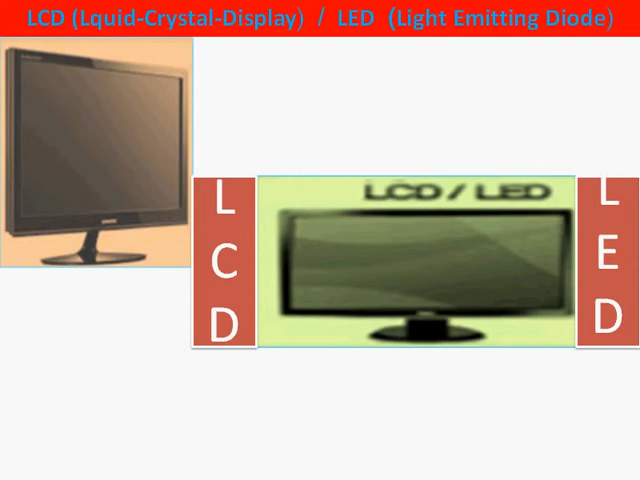 LCD (Lquid-Crystal-Display) / LED (Light Emitting Diode)
LCD / LED
L
C
D
L
E
D